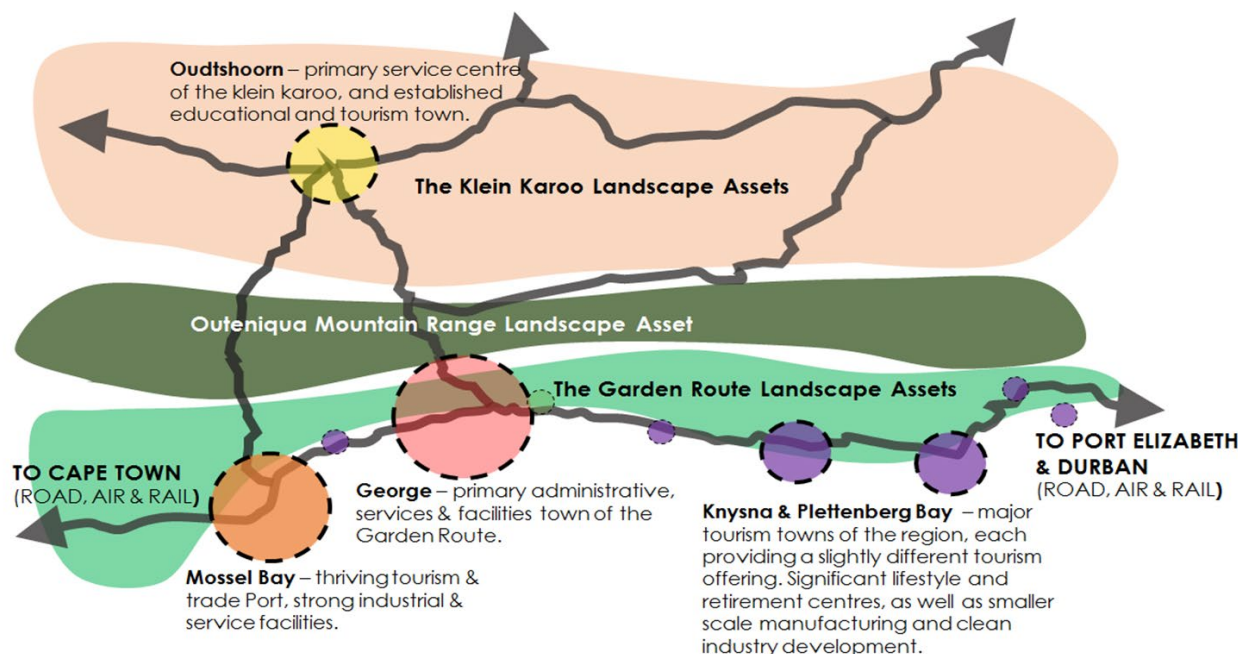 Oudtshoorn – primary service centre
of the klein karoo, and established
educational and tourism town.
The Klein Karoo Landscape Assets
Outeniqua Mountain Range Landscape Asset
The Garden Route Landscape Assets
TO CAPE TOWN
(ROAD, AIR & RAIL)
TO PORT ELIZABETH
& DURBAN
(ROAD, AIR & RAIL)
George – primary administrative,
services & facilities town of the
Garden Route.
Knysna & Plettenberg Bay – major
tourism towns of the region, each
providing a slightly different tourism
offering. Significant lifestyle and
retirement centres, as well as smaller
scale manufacturing and clean
industry development.
Mossel Bay – thriving tourism &
trade Port, strong industrial &
service facilities.